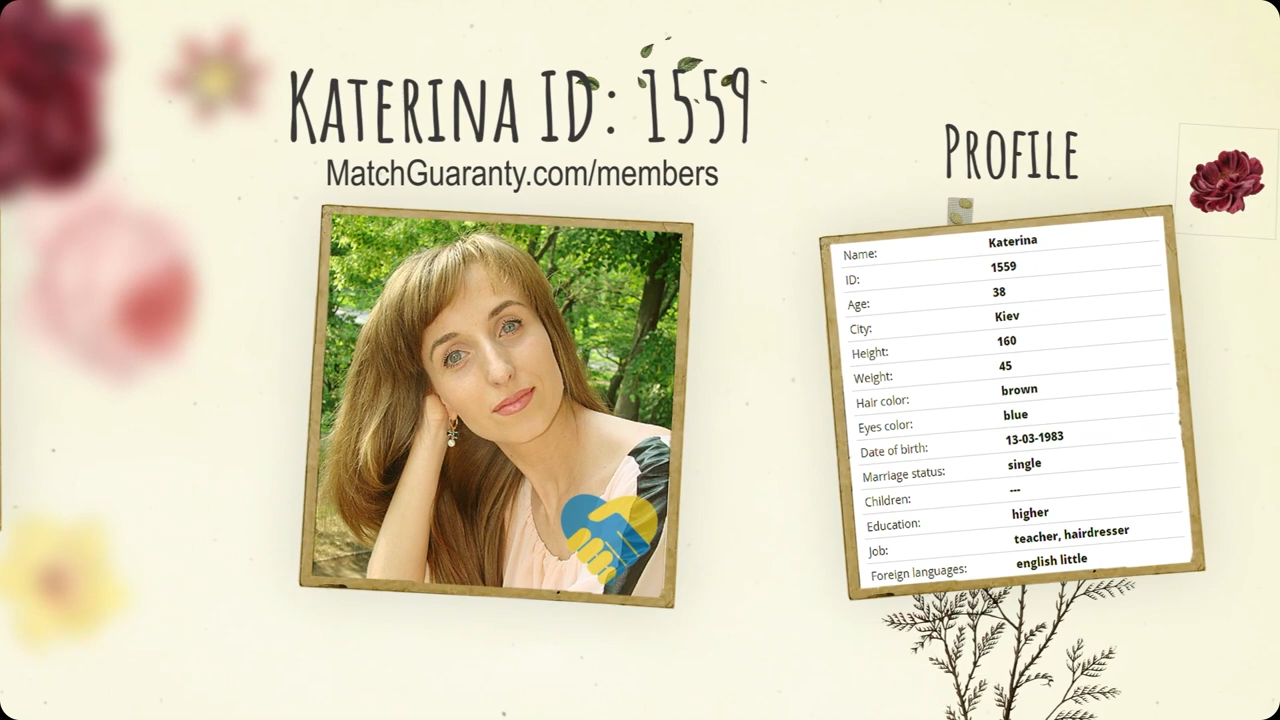 Katerina ID: 1559
MatchGuaranty.com/members
Profile
Name: Katerina
ID: 1559
Age: 38
City: Kiev
Height: 160
Weight: 45
Hair color: brown
Eyes color: blue
Date of birth: 13-03-1983
Marriage status: single
Children: ---
Education: higher
Job: teacher, hairdresser
Foreign languages: english little